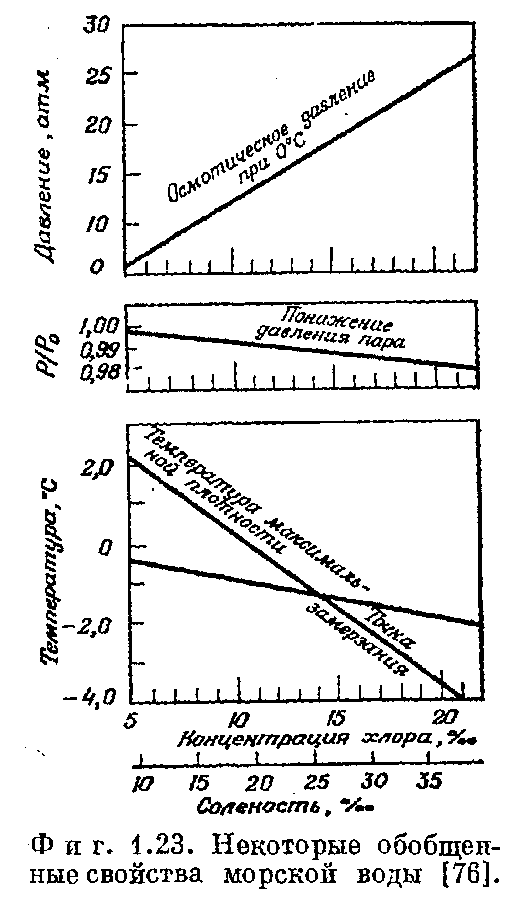 30
25
20
15
10
0
Давление, атм
Осмотическое давление
при 0°C
1,00
0,99
0,98
P/P₀
Понижение
давления пара
2,0
0
-2,0
-4,0
Температура, °C
Температура максималь-
ной плотности
Точка
замерзания
5 10 15 20
Концентрация хлора, ‰
10 15 20 25 30 35
Соленость, ‰
Фиг. 1.23. Некоторые обобщен-
ные свойства морской воды [76].